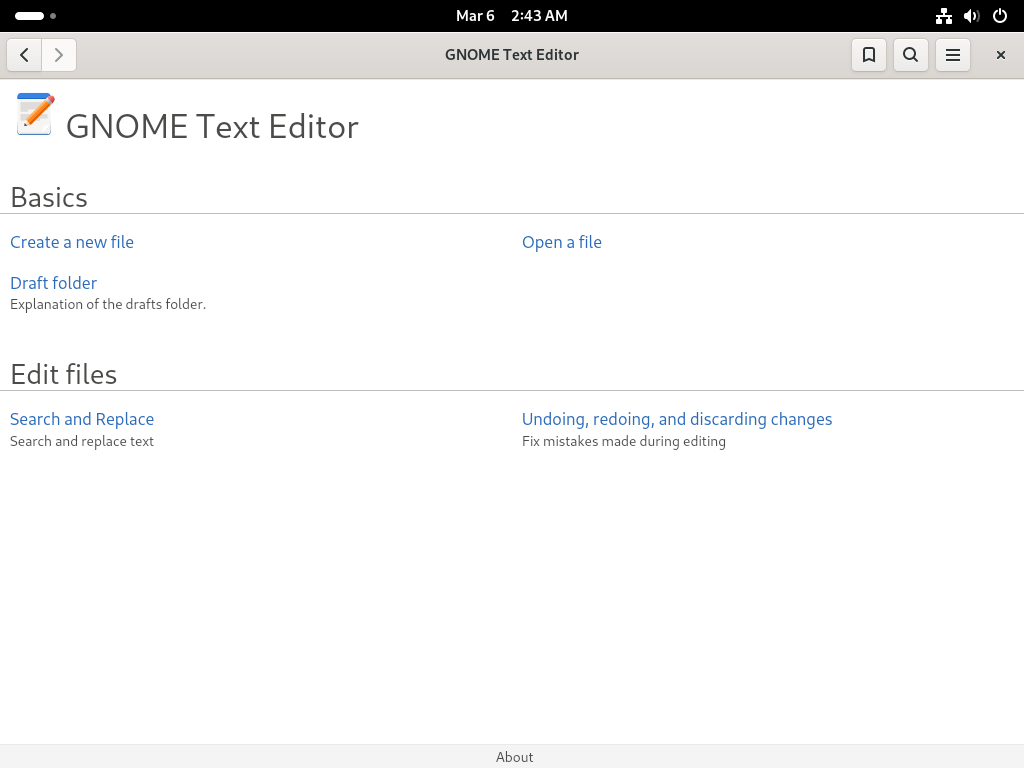 Mar 6 2:43 AM
GNOME Text Editor
GNOME Text Editor
Basics
Create a new file
Open a file
Draft folder
Explanation of the drafts folder.
Edit files
Search and Replace
Search and replace text
Undoing, redoing, and discarding changes
Fix mistakes made during editing
About